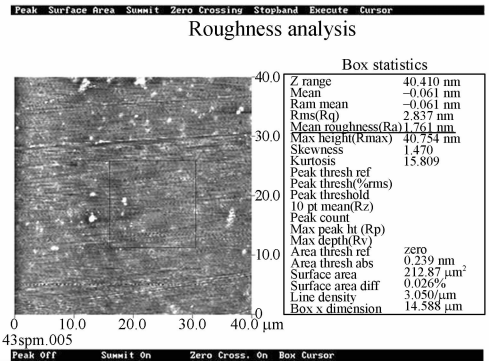 Peak Surface Area Summit Zero Crossing Stopband Execute Cursor
Roughness analysis
Box statistics
40.0
30.0
20.0
10.0
0
0 10.0 20.0 30.0 40.0 μm
43spm.005
Z range 40.410 nm
Mean −0.061 nm
Ram mean −0.061 nm
Rms(Rq) 2.837 nm
Mean roughness(Ra) 1.761 nm
Max height(Rmax) 40.754 nm
Skewness 1.470
Kurtosis 15.809
Peak thresh ref
Peak thresh(%rms)
Peak threshold
10 pt mean(Rz)
Peak count
Max peak ht (Rp)
Max depth(Rv)
Area thresh ref zero
Area thresh abs 0.239 nm
Surface area 212.87 μm²
Surface area diff 0.026%
Line density 3.050/μm
Box x dimension 14.588 μm
Peak Off Summit On Zero Cross. On Box Cursor